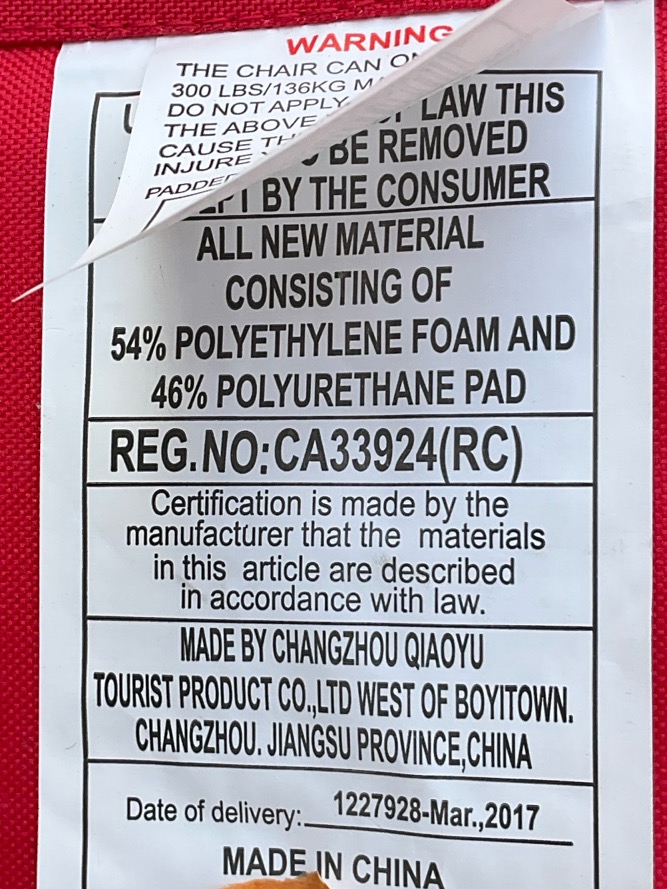 WARNING
THE CHAIR CAN
300 LBS/136KG
DO NOT APPLY
THE ABOVE
CAUSE
INJURE
LAW THIS
BE REMOVED
BY THE CONSUMER
ALL NEW MATERIAL
CONSISTING OF
54% POLYETHYLENE FOAM AND
46% POLYURETHANE PAD
REG.NO:CA33924(RC)
Certification is made by the
manufacturer that the materials
in this article are described
in accordance with law.
MADE BY CHANGZHOU QIAOYU
TOURIST PRODUCT CO.,LTD WEST OF BOYITOWN.
CHANGZHOU. JIANGSU PROVINCE,CHINA
Date of delivery: 1227928-Mar.,2017
MADE IN CHINA